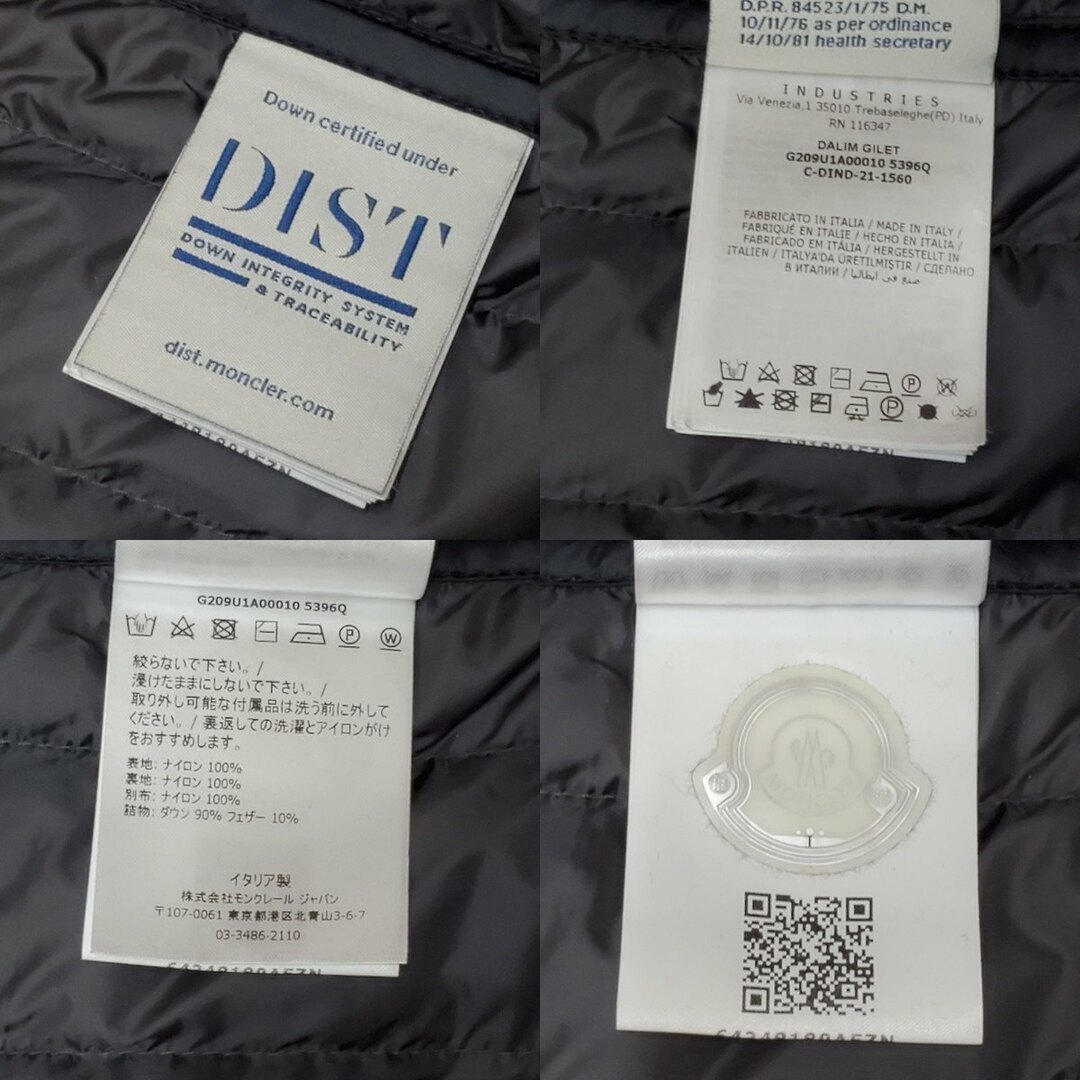 Down certified under
DIST
DOWN INTEGRITY SYSTEM
& TRACEABILITY
dist.moncler.com
D.P.R. 84523/1/75 D.M.
10/11/76 as per ordinance
14/10/81 health secretary
INDUSTRIES
Via Venezia,1 35010 Trebaseleghe(PD) Italy
RN 116347
DALIM GILET
G209U1A00010 5396Q
C-DIND-21-1560
FABBRICATO IN ITALIA / MADE IN ITALY /
FABRIQUÉ EN ITALIE / HECHO EN ITALIA /
FABRICADO EM ITÁLIA / HERGESTELLT IN
ITALIEN / ITALYA'DA ÜRETILMIŞTIR / СДЕЛАНО
В ИТАЛИИ / صنع في ايطاليا
G209U1A00010 5396Q
絞らないで下さい。/
浸けたままにしないで下さい。/
取り外し可能な付属品は洗う前に外して
ください。/ 裏返しての洗濯とアイロンがけ
をおすすめします。
表地: ナイロン 100%
裏地: ナイロン 100%
別布: ナイロン 100%
詰物: ダウン 90% フェザー 10%
イタリア製
株式会社モンクレール ジャパン
〒107-0061 東京都港区北青山3-6-7
03-3486-2110